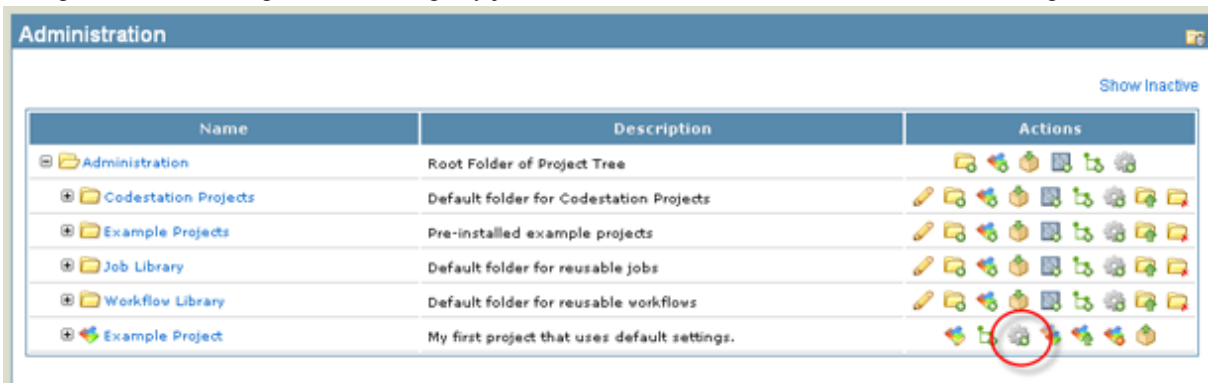 Administration
Show Inactive
Name Description Actions
Administration Root Folder of Project Tree
Codestation Projects Default folder for Codestation Projects
Example Projects Pre-installed example projects
Job Library Default folder for reusable jobs
Workflow Library Default folder for reusable workflows
Example Project My first project that uses default settings.